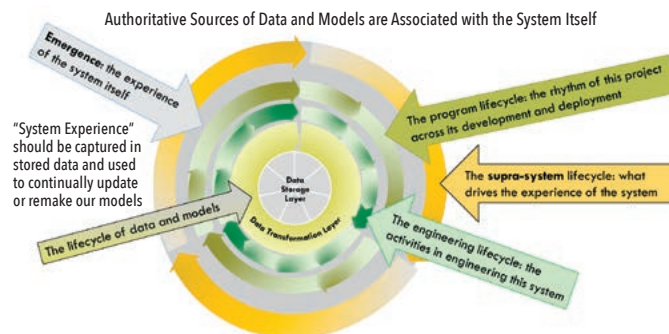 Authoritative Sources of Data and Models are Associated with the System Itself
Emergence: the experience
of the system itself
"System Experience"
should be captured in
stored data and used
to continually update
or remake our models
The lifecycle of data and models
Data
Storage
Layer
Data Transformation Layer
The program lifecycle: the rhythm of this project
across its development and deployment
The supra-system lifecycle: what
drives the experience of the system
The engineering lifecycle: the
activities in engineering this system